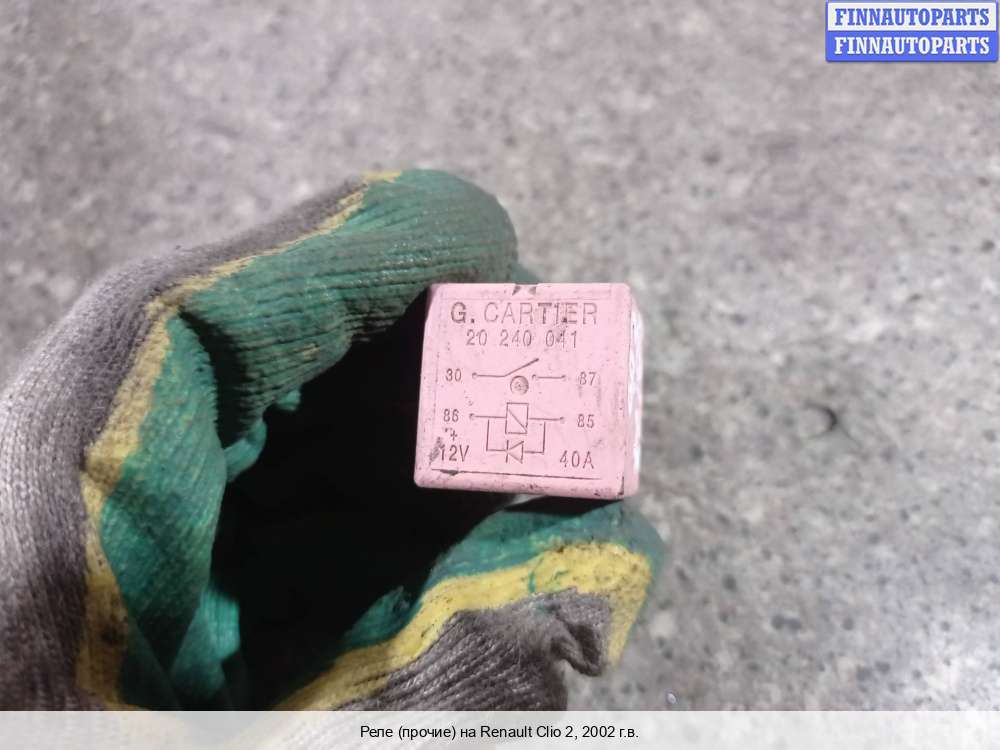 FINNAUTOPARTS
FINNAUTOPARTS
G. CARTIER
20 240 041
30 87
86 85
+
12V 40A
Реле (прочие) на Renault Clio 2, 2002 г.в.